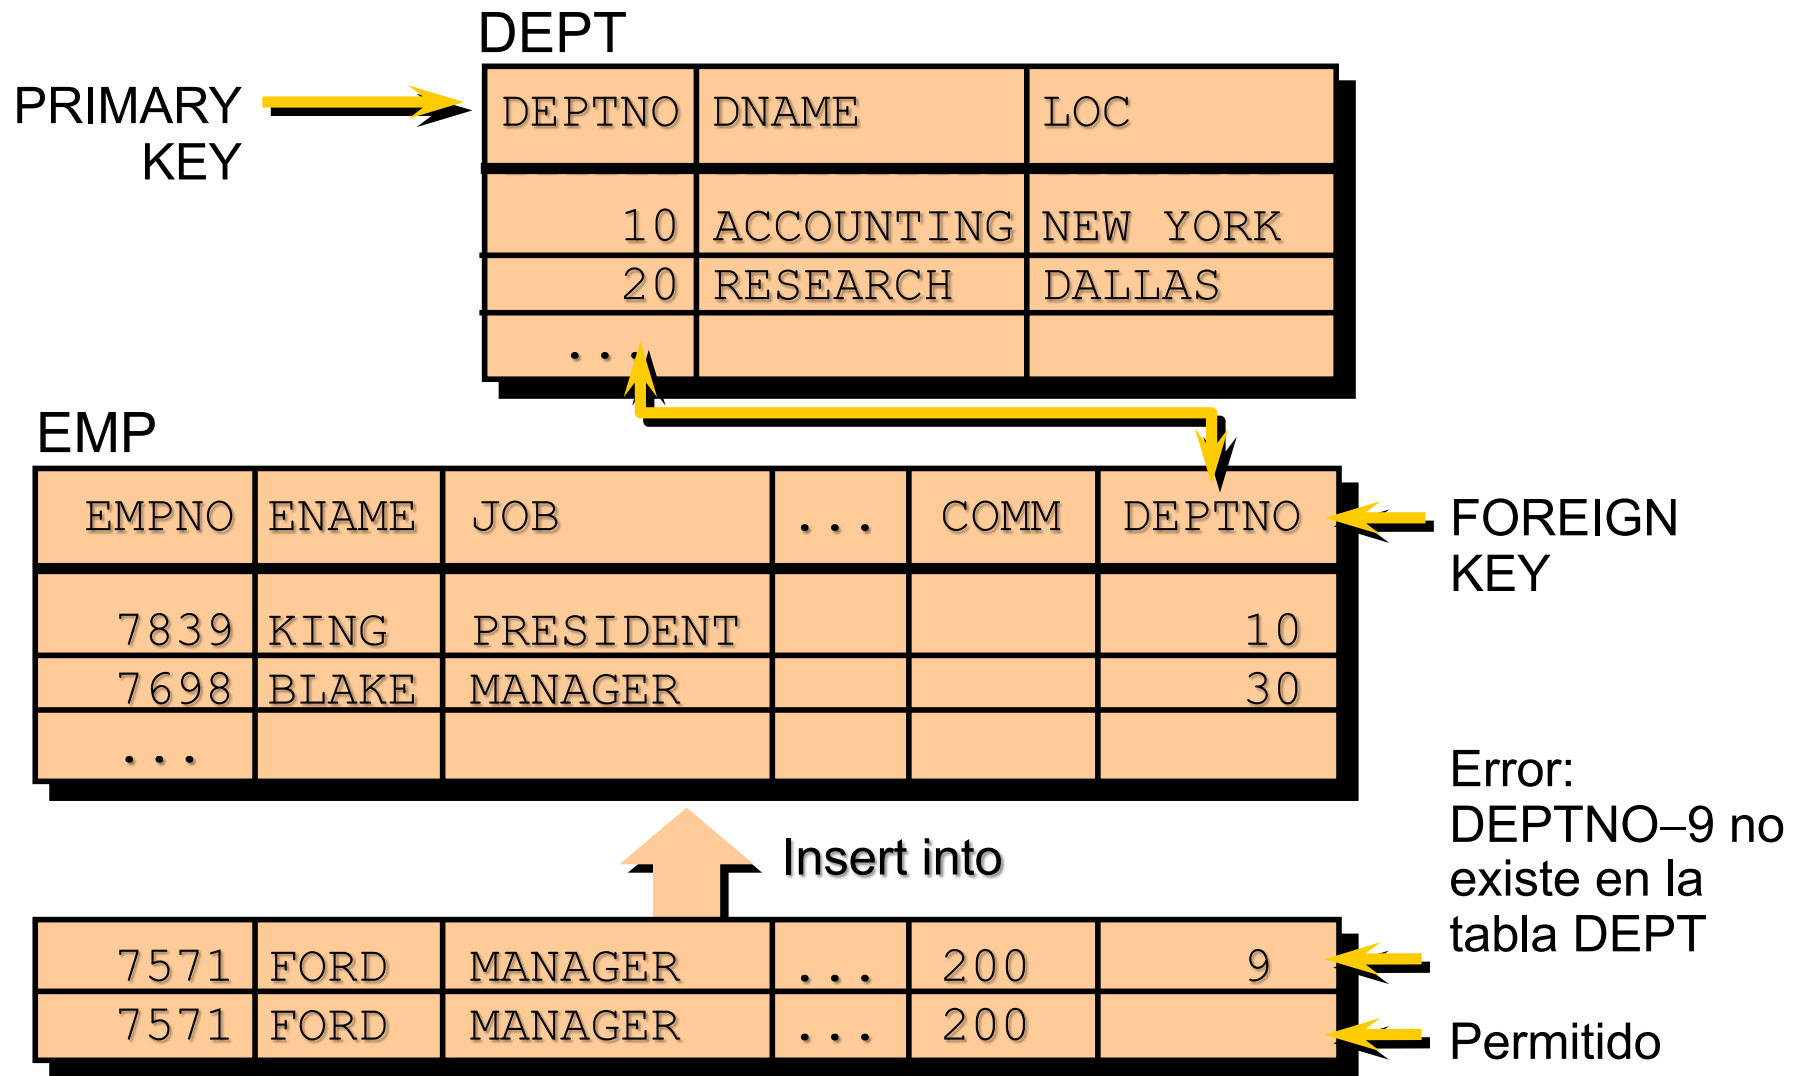 DEPT
PRIMARY
KEY
DEPTNO DNAME LOC
10 ACCOUNTING NEW YORK
20 RESEARCH DALLAS
...
EMP
EMPNO ENAME JOB ... COMM DEPTNO
FOREIGN
KEY
7839 KING PRESIDENT 10
7698 BLAKE MANAGER 30
...
Insert into
Error:
DEPTNO–9 no
existe en la
tabla DEPT
7571 FORD MANAGER ... 200 9
7571 FORD MANAGER ... 200
Permitido